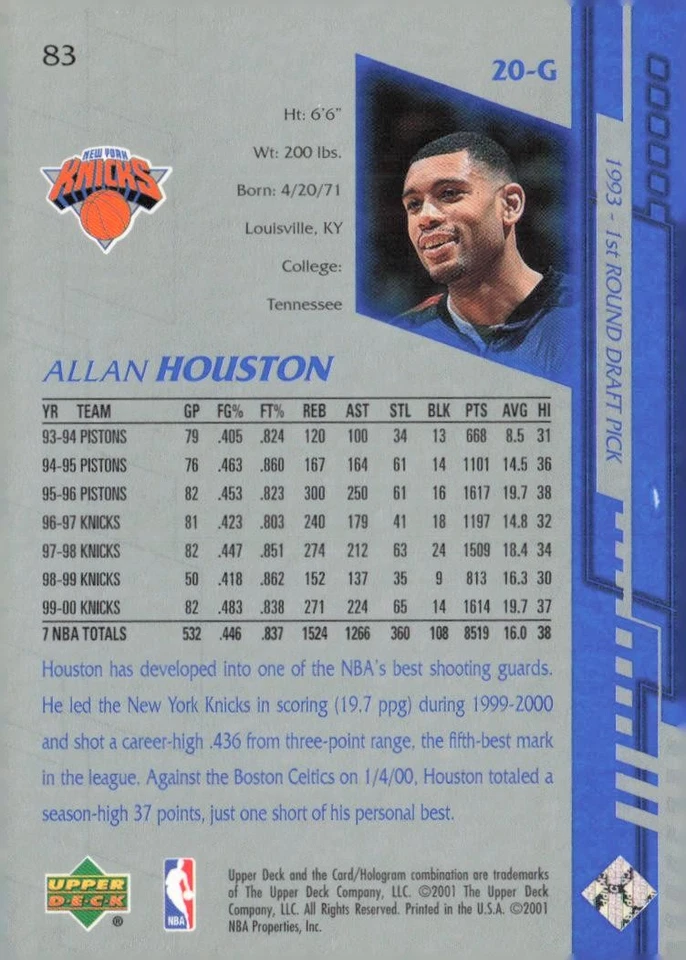 83
20-G
Ht: 6'6"
Wt: 200 lbs.
Born: 4/20/71
Louisville, KY
College:
Tennessee
NEW YORK
KNICKS
1993 - 1st ROUND DRAFT PICK
ALLAN HOUSTON
YR TEAM GP FG% FT% REB AST STL BLK PTS AVG HI
93-94 PISTONS 79 .405 .824 120 100 34 13 668 8.5 31
94-95 PISTONS 76 .463 .860 167 164 61 14 1101 14.5 36
95-96 PISTONS 82 .453 .823 300 250 61 16 1617 19.7 38
96-97 KNICKS 81 .423 .803 240 179 41 18 1197 14.8 32
97-98 KNICKS 82 .447 .851 274 212 63 24 1509 18.4 34
98-99 KNICKS 50 .418 .862 152 137 35 9 813 16.3 30
99-00 KNICKS 82 .483 .838 271 224 65 14 1614 19.7 37
7 NBA TOTALS 532 .446 .837 1524 1266 360 108 8519 16.0 38
Houston has developed into one of the NBA's best shooting guards.
He led the New York Knicks in scoring (19.7 ppg) during 1999-2000
and shot a career-high .436 from three-point range, the fifth-best mark
in the league. Against the Boston Celtics on 1/4/00, Houston totaled a
season-high 37 points, just one short of his personal best.
UPPER
DECK
®
NBA
Upper Deck and the Card/Hologram combination are trademarks
of The Upper Deck Company, LLC. ©2001 The Upper Deck
Company, LLC. All Rights Reserved. Printed in the U.S.A. ©2001
NBA Properties, Inc.